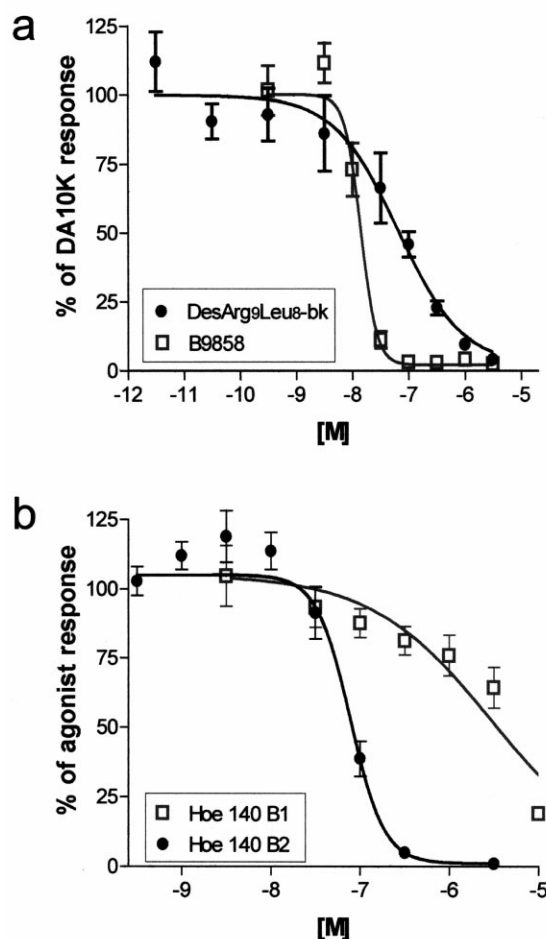 a
% of DA10K response
125
100
75
50
25
0
DesArg9Leu8-bk
B9858
-12 -11 -10 -9 -8 -7 -6 -5
[M]
b
% of agonist response
125
100
75
50
25
0
Hoe 140 B1
Hoe 140 B2
-9 -8 -7 -6 -5
[M]